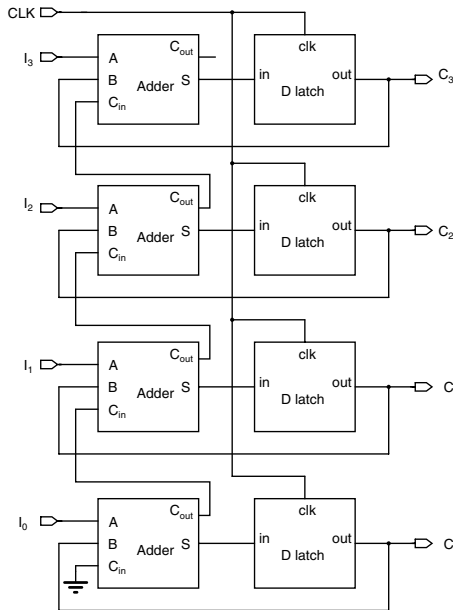 CLK
I3 A Cout clk
B Adder S in out C3
Cin D latch
I2 A Cout clk
B Adder S in out C2
Cin D latch
I1 A Cout clk
B Adder S in out C
Cin D latch
I0 A Cout clk
B Adder S in out C
Cin D latch